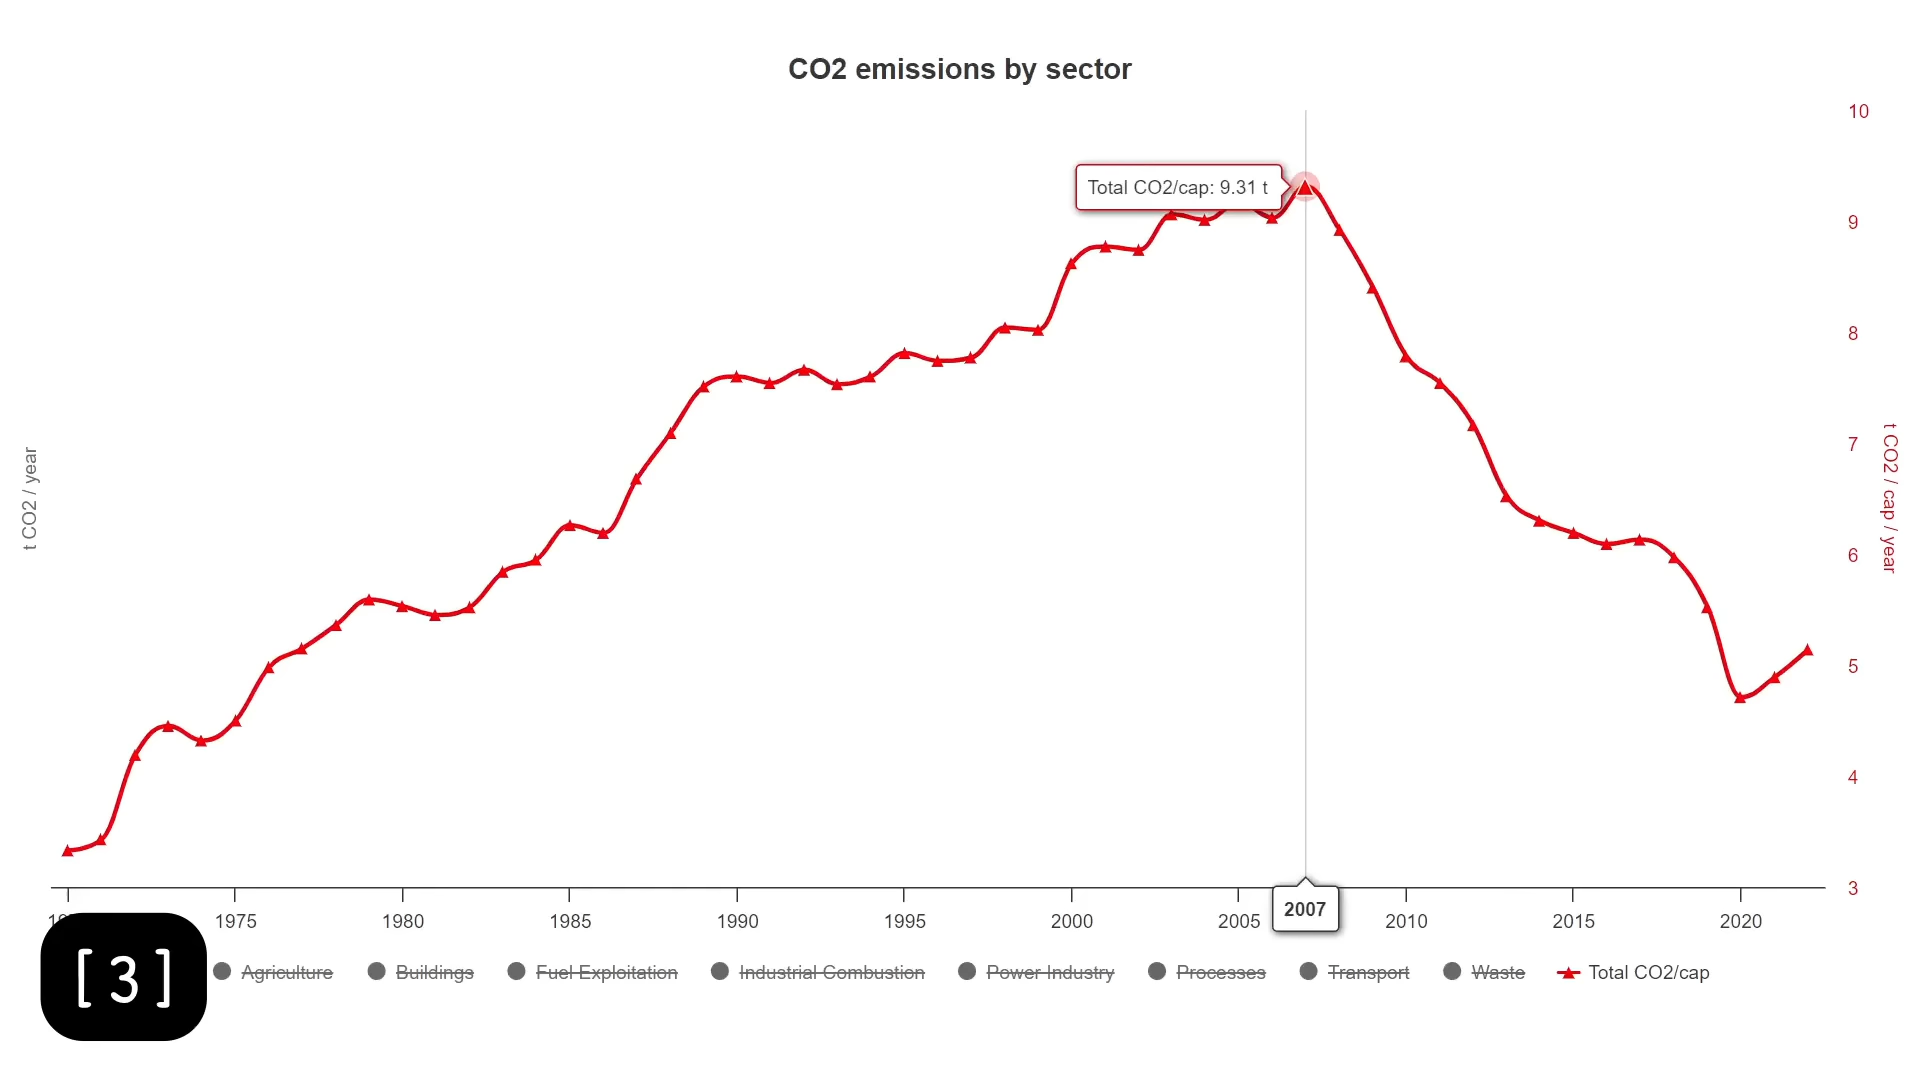 CO2 emissions by sector
10
Total CO2/cap: 9.31 t
9
8
7
6
5
4
3
t CO2 / year
t CO2 / cap / year
1975 1980 1985 1990 1995 2000 2005 2007 2010 2015 2020
[3]
Agriculture Buildings Fuel Exploitation Industrial Combustion Power Industry Processes Transport Waste Total CO2/cap